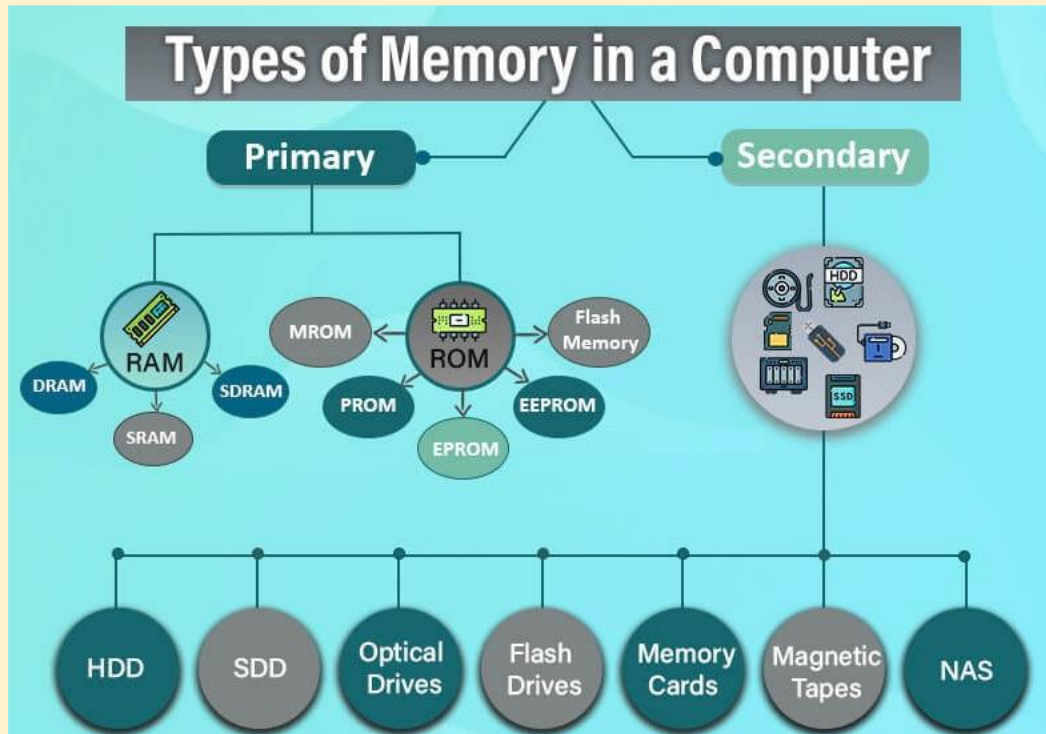 Types of Memory in a Computer
Primary
Secondary
HDD
RAM
ROM
MROM
Flash
Memory
DRAM
SRAM
SDRAM
PROM
EPROM
EEPROM
SSD
HDD
SDD
Optical
Drives
Flash
Drives
Memory
Cards
Magnetic
Tapes
NAS